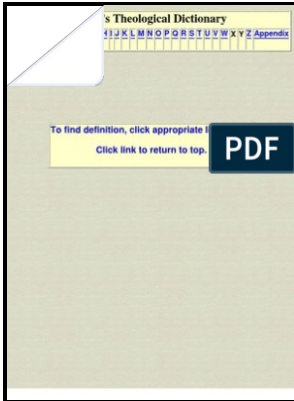 's Theological Dictionary
H I J K L M N O P Q R S T U V W X Y Z Appendix
To find definition, click appropriate
Click link to return to top.
PDF